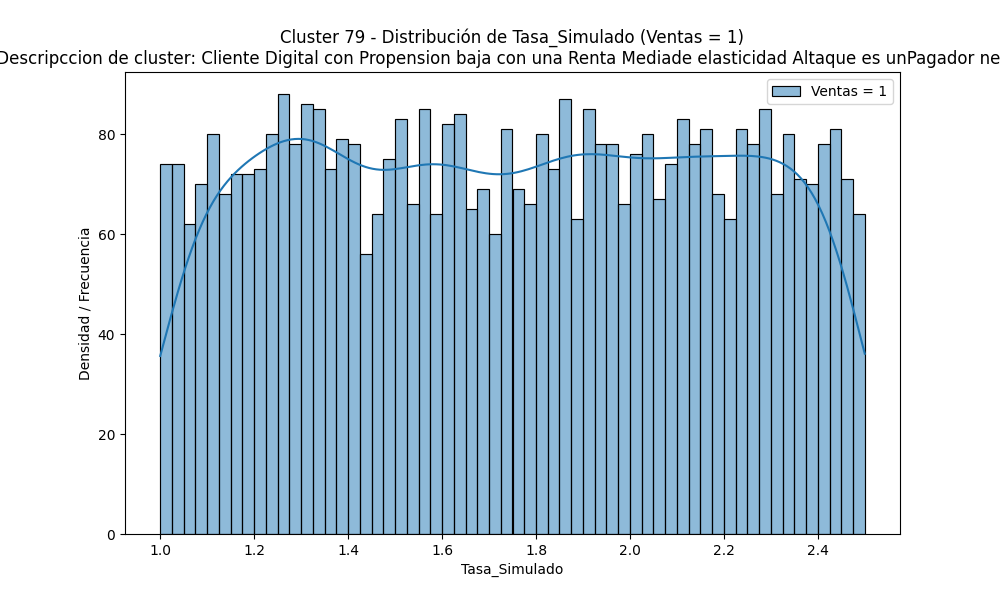 Cluster 79 - Distribución de Tasa_Simulado (Ventas = 1)
Descripccion de cluster: Cliente Digital con Propension baja con una Renta Mediade elasticidad Altaque es unPagador ne
Ventas = 1
Densidad / Frecuencia
80
60
40
20
0
1.0 1.2 1.4 1.6 1.8 2.0 2.2 2.4
Tasa_Simulado